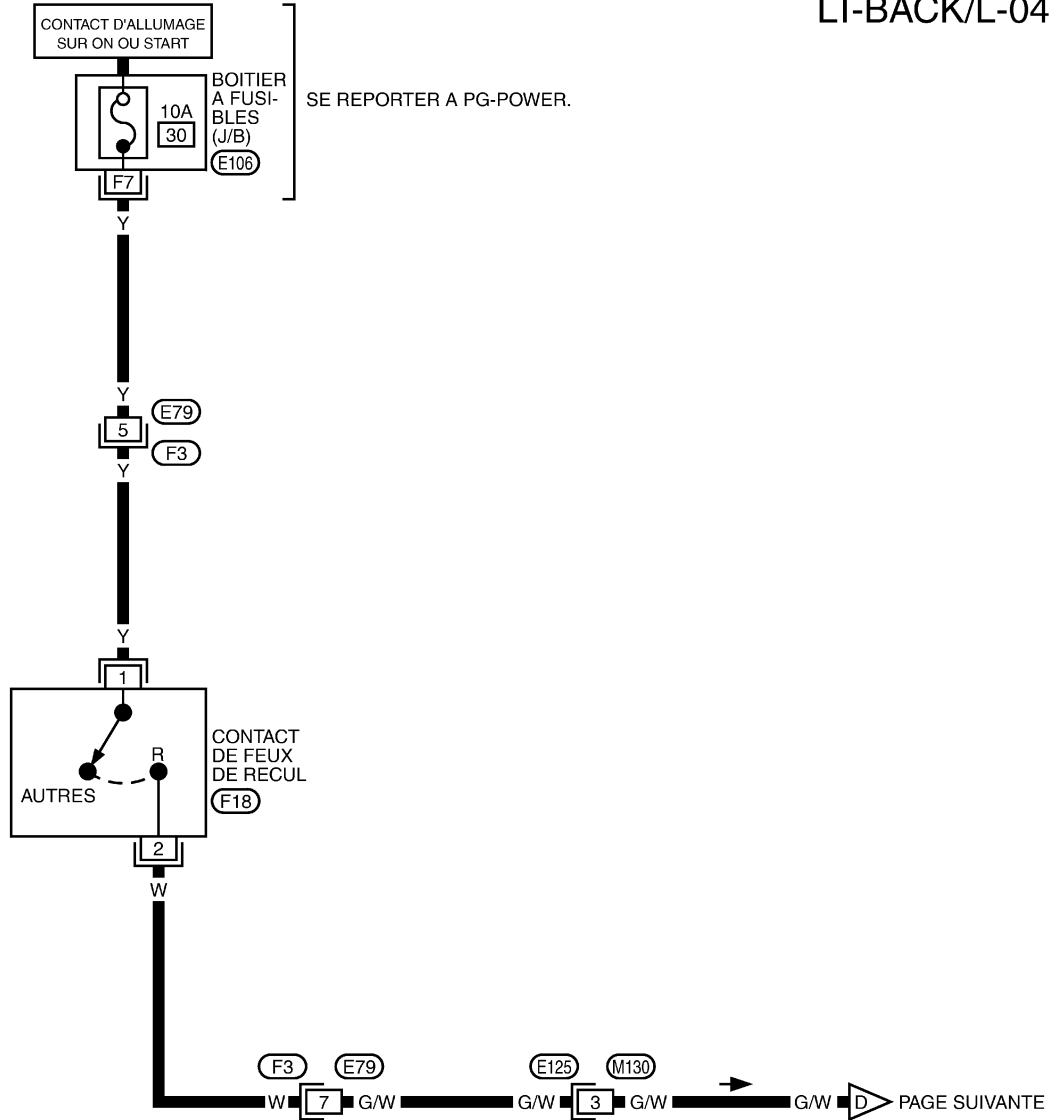 LT-BACK/L-04
CONTACT D'ALLUMAGE
SUR ON OU START
BOITIER
A FUSI-
BLES
(J/B)
E106
10A
30
SE REPORTER A PG-POWER.
F7
Y
Y
E79
5
F3
Y
Y
1
CONTACT
DE FEUX
DE RECUL
F18
R
AUTRES
2
W
F3
E79
E125
M130
W
7
G/W
G/W
3
G/W
G/W
D
PAGE SUIVANTE